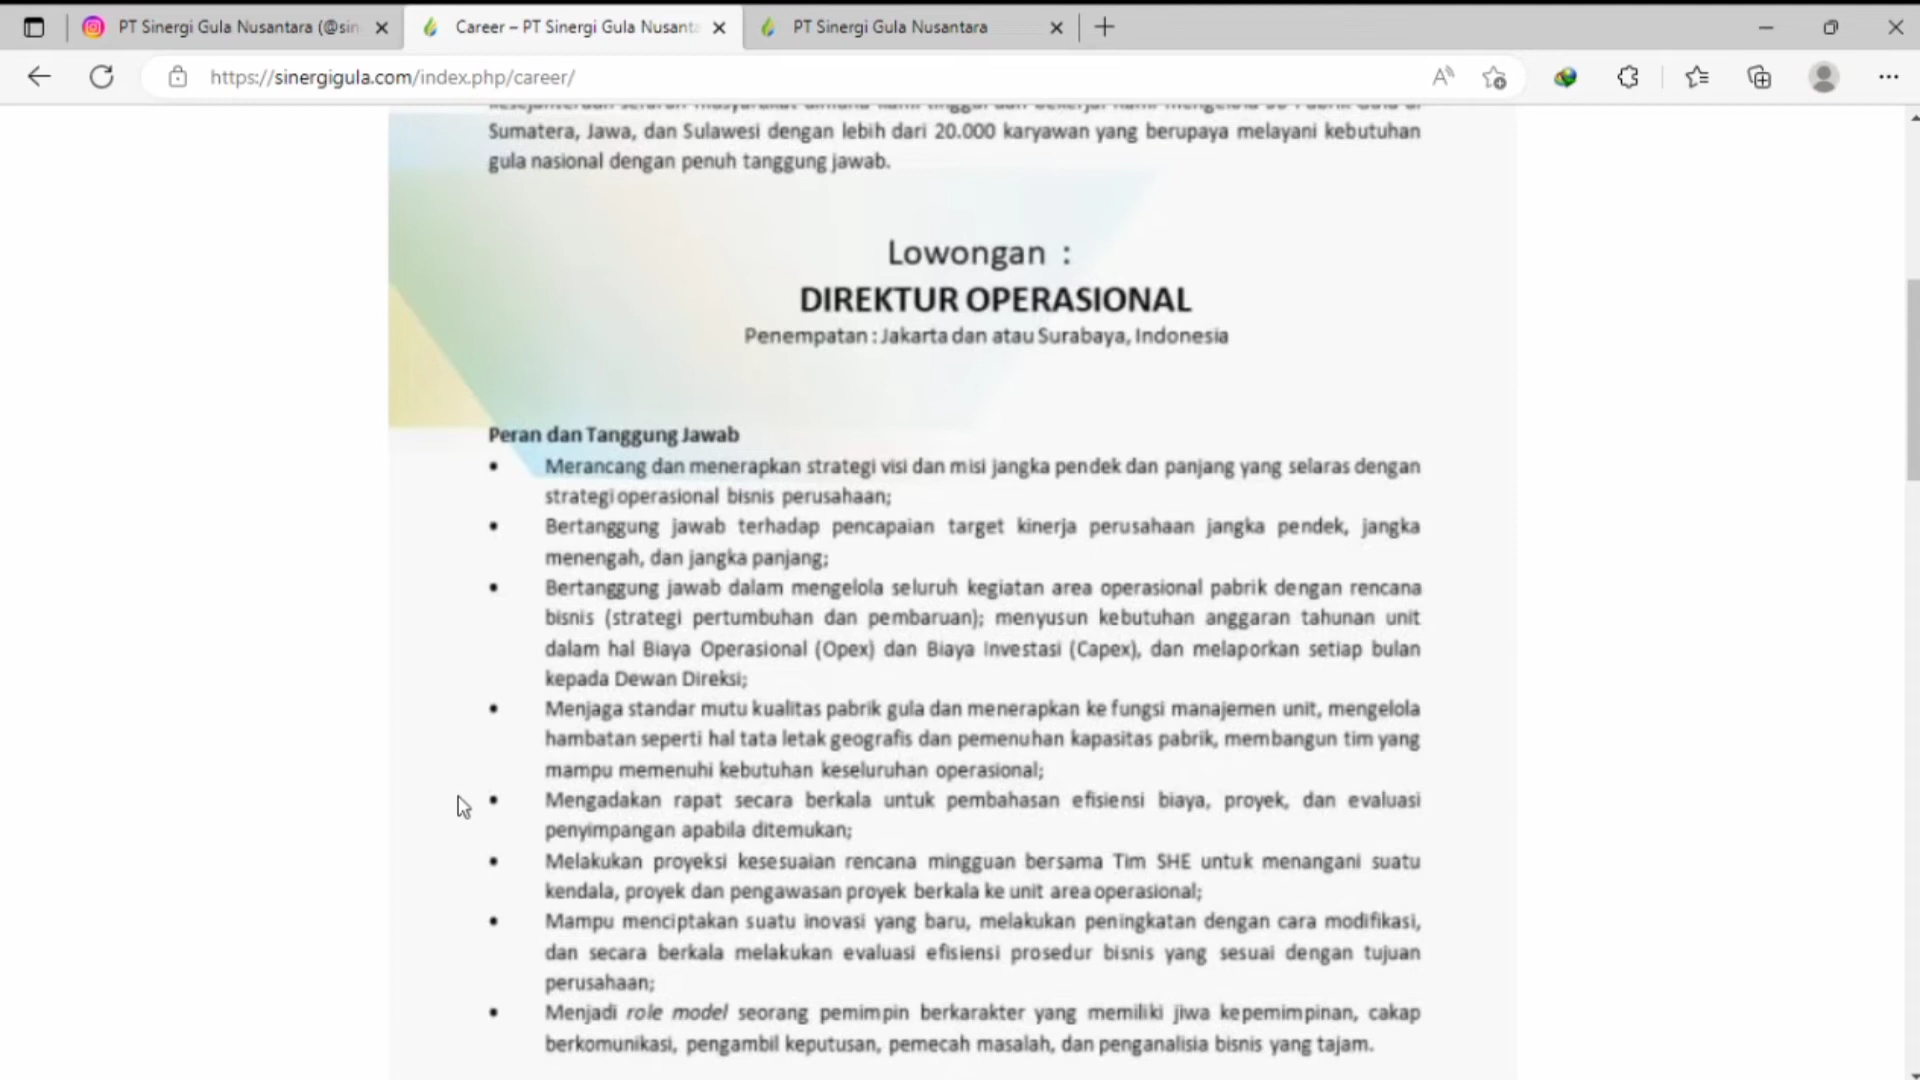 PT Sinergi Gula Nusantara (@sin
Career – PT Sinergi Gula Nusant
PT Sinergi Gula Nusantara
https://sinergigula.com/index.php/career/
Sumatera, Jawa, dan Sulawesi dengan lebih dari 20.000 karyawan yang berupaya melayani kebutuhan
gula nasional dengan penuh tanggung jawab.
Lowongan :
DIREKTUR OPERASIONAL
Penempatan : Jakarta dan atau Surabaya, Indonesia
Peran dan Tanggung Jawab
• Merancang dan menerapkan strategi visi dan misi jangka pendek dan panjang yang selaras dengan
strategi operasional bisnis perusahaan;
• Bertanggung jawab terhadap pencapaian target kinerja perusahaan jangka pendek, jangka
menengah, dan jangka panjang;
• Bertanggung jawab dalam mengelola seluruh kegiatan area operasional pabrik dengan rencana
bisnis (strategi pertumbuhan dan pembaruan); menyusun kebutuhan anggaran tahunan unit
dalam hal Biaya Operasional (Opex) dan Biaya Investasi (Capex), dan melaporkan setiap bulan
kepada Dewan Direksi;
• Menjaga standar mutu kualitas pabrik gula dan menerapkan ke fungsi manajemen unit, mengelola
hambatan seperti hal tata letak geografis dan pemenuhan kapasitas pabrik, membangun tim yang
mampu memenuhi kebutuhan keseluruhan operasional;
• Mengadakan rapat secara berkala untuk pembahasan efisiensi biaya, proyek, dan evaluasi
penyimpangan apabila ditemukan;
• Melakukan proyeksi kesesuaian rencana mingguan bersama Tim SHE untuk menangani suatu
kendala, proyek dan pengawasan proyek berkala ke unit area operasional;
• Mampu menciptakan suatu inovasi yang baru, melakukan peningkatan dengan cara modifikasi,
dan secara berkala melakukan evaluasi efisiensi prosedur bisnis yang sesuai dengan tujuan
perusahaan;
• Menjadi role model seorang pemimpin berkarakter yang memiliki jiwa kepemimpinan, cakap
berkomunikasi, pengambil keputusan, pemecah masalah, dan penganalisia bisnis yang tajam.